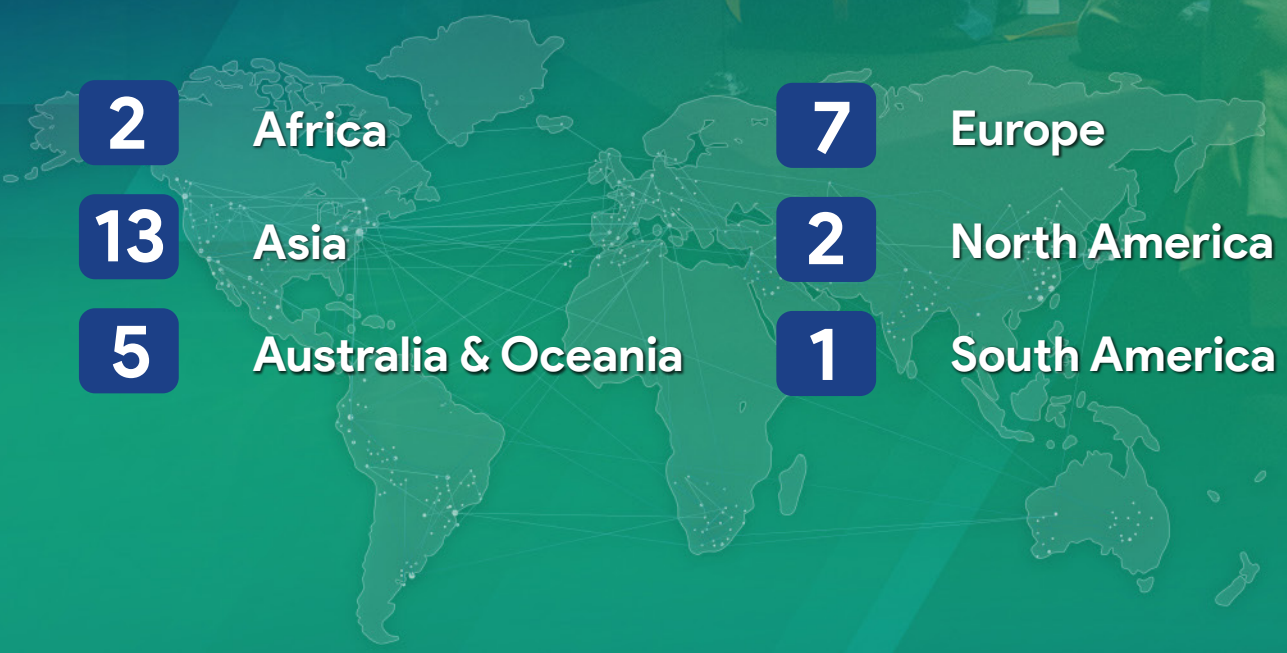 2 Africa
13 Asia
5 Australia & Oceania
7 Europe
2 North America
1 South America